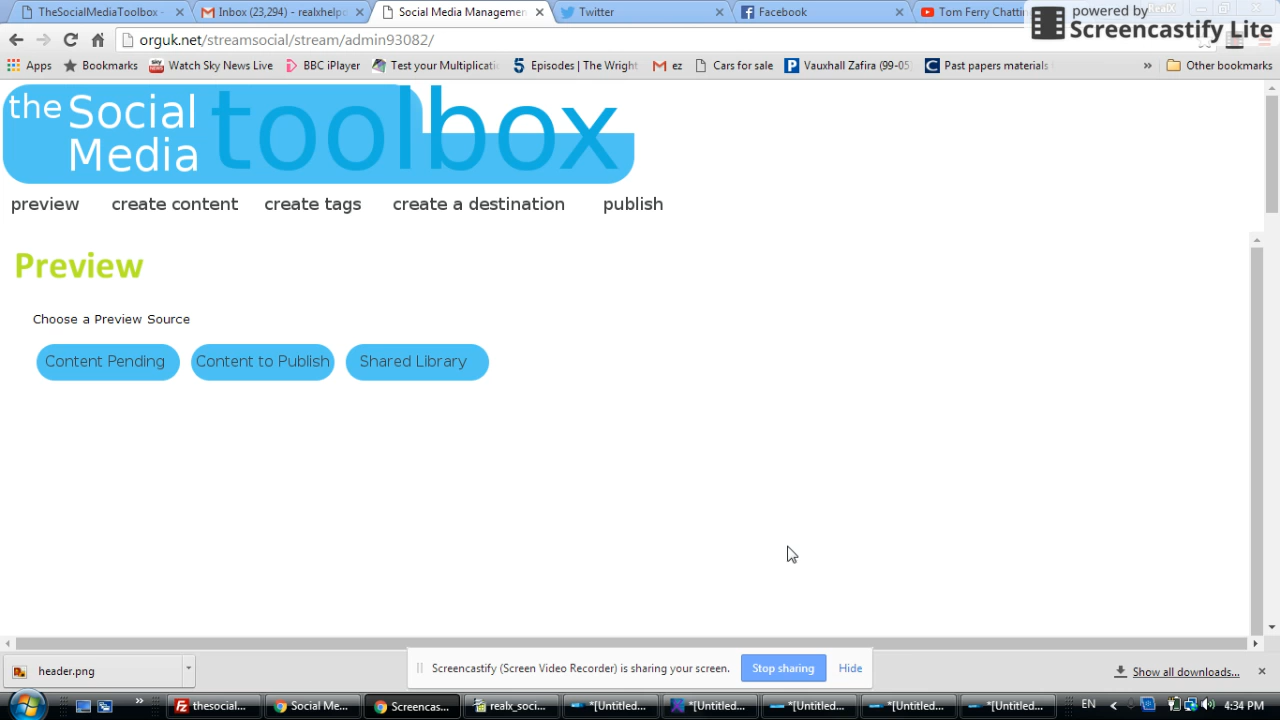 TheSocialMediaToolbox -
Inbox (23,294) - realxhelp
Social Media Managemen
Twitter
Facebook
Tom Ferry Chattin
powered by
Screencastify Lite
orguk.net/streamsocial/stream/admin93082/
Apps
Bookmarks
Watch Sky News Live
BBC iPlayer
Test your Multiplicatio
Episodes | The Wright
ez
Cars for sale
Vauxhall Zafira (99-05
Past papers materials
»
Other bookmarks
the Social Media toolbox
preview create content create tags create a destination publish
Preview
Choose a Preview Source
Content Pending Content to Publish Shared Library
header.png
Screencastify (Screen Video Recorder) is sharing your screen. Stop sharing Hide
Show all downloads...
thesocial...
Social Me...
Screencas...
realx_soci...
*[Untitled...
*[Untitled...
*[Untitled...
*[Untitled...
*[Untitled...
EN
4:34 PM